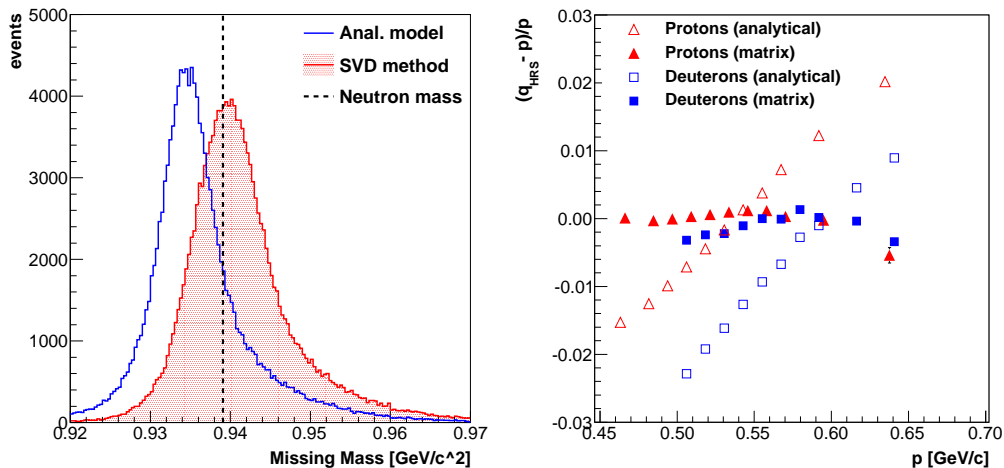 events
5000
4000
3000
2000
1000
0
Anal. model
SVD method
Neutron mass
0.92
0.93
0.94
0.95
0.96
0.97
Missing Mass [GeV/c^2]
(q_HRS - p)/p
0.03
0.02
0.01
0.00
-0.01
-0.02
-0.03
Protons (analytical)
Protons (matrix)
Deuterons (analytical)
Deuterons (matrix)
0.45
0.50
0.55
0.60
0.65
0.70
p [GeV/c]